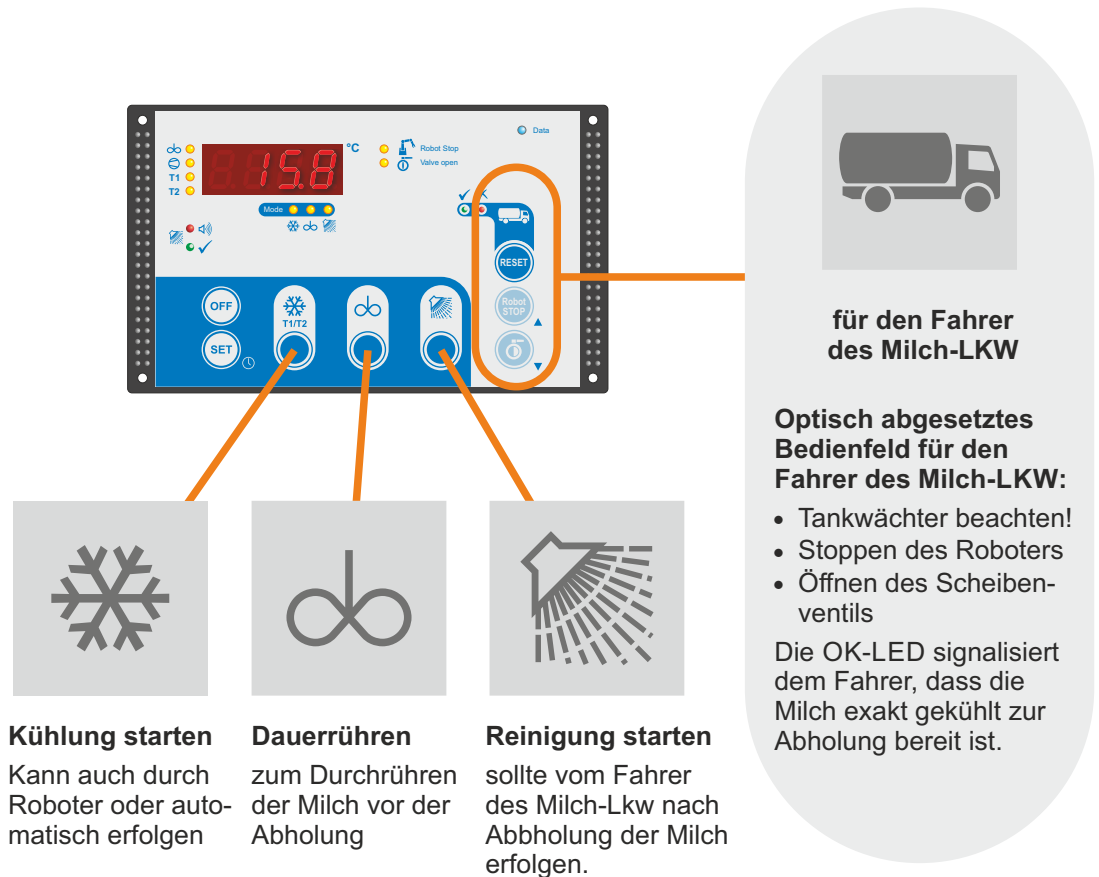 Data
°C
Robot Stop
Valve open
T1
T2
15.8
Mode
RESET
Robot
STOP
OFF
SET
T1/T2
für den Fahrer
des Milch-LKW
Optisch abgesetztes
Bedienfeld für den
Fahrer des Milch-LKW:
• Tankwächter beachten!
• Stoppen des Roboters
• Öffnen des Scheiben-
ventils
Die OK-LED signalisiert
dem Fahrer, dass die
Milch exakt gekühlt zur
Abholung bereit ist.
Kühlung starten
Kann auch durch
Roboter oder auto-
matisch erfolgen
Dauerrühren
zum Durchrühren
der Milch vor der
Abholung
Reinigung starten
sollte vom Fahrer
des Milch-Lkw nach
Abbholung der Milch
erfolgen.